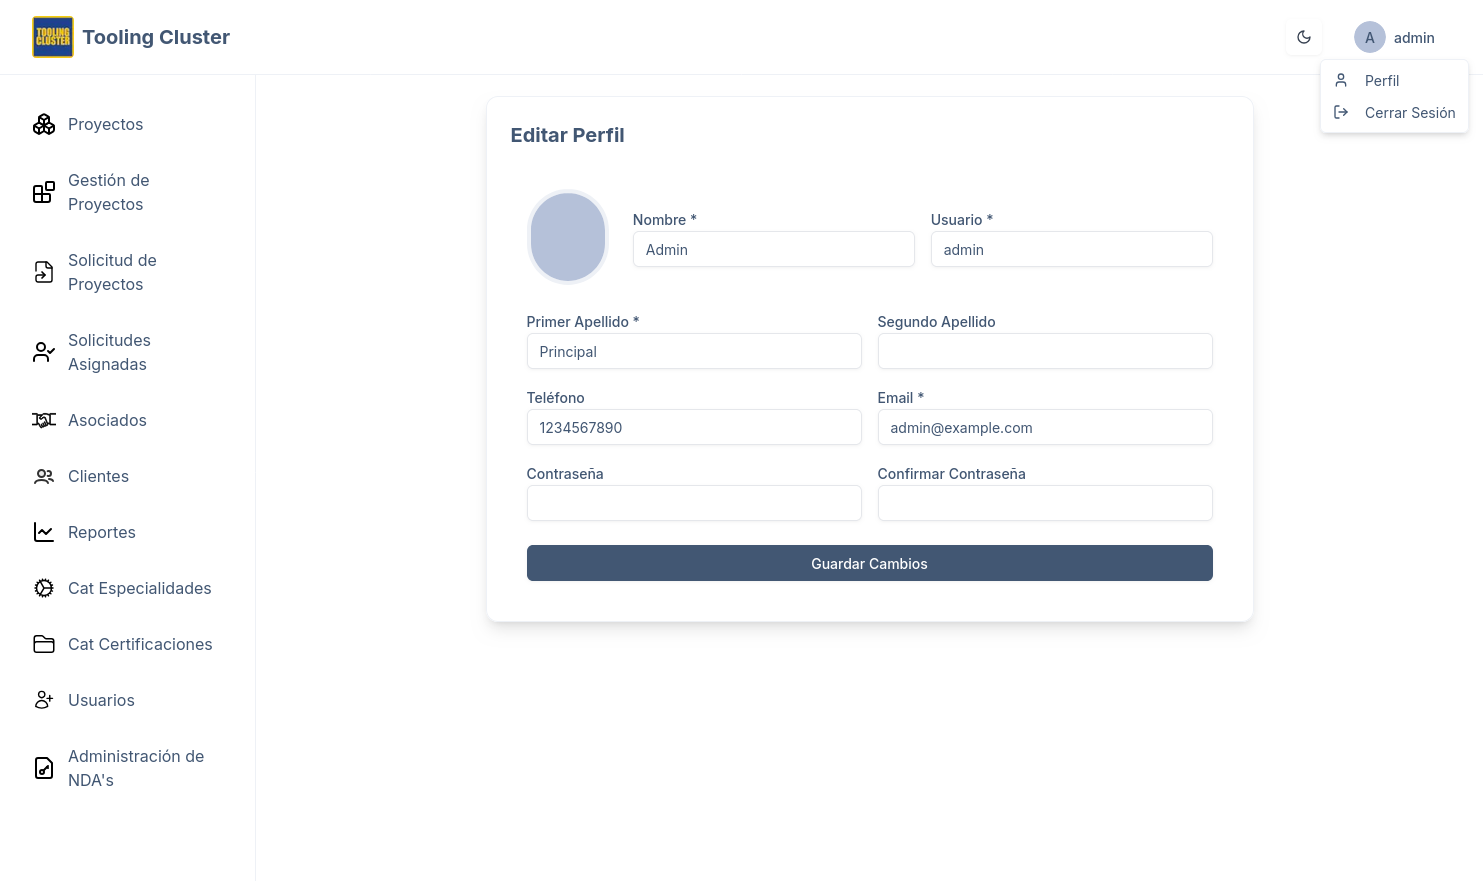 TOOLING
CLUSTER
Tooling Cluster
A
admin
Perfil
Cerrar Sesión
Proyectos
Gestión de
Proyectos
Solicitud de
Proyectos
Solicitudes
Asignadas
Asociados
Clientes
Reportes
Cat Especialidades
Cat Certificaciones
Usuarios
Administración de
NDA's
Editar Perfil
Nombre *
Usuario *
Admin
admin
Primer Apellido *
Segundo Apellido
Principal
Teléfono
Email *
1234567890
admin@example.com
Contraseña
Confirmar Contraseña
Guardar Cambios